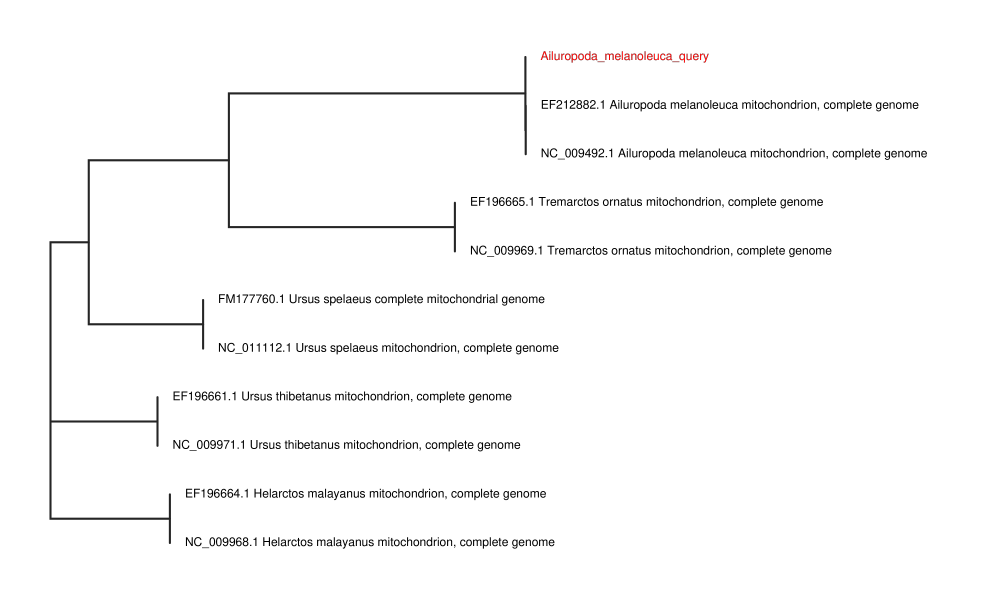 Ailuropoda_melanoleuca_query
EF212882.1 Ailuropoda melanoleuca mitochondrion, complete genome
NC_009492.1 Ailuropoda melanoleuca mitochondrion, complete genome
EF196665.1 Tremarctos ornatus mitochondrion, complete genome
NC_009969.1 Tremarctos ornatus mitochondrion, complete genome
FM177760.1 Ursus spelaeus complete mitochondrial genome
NC_011112.1 Ursus spelaeus mitochondrion, complete genome
EF196661.1 Ursus thibetanus mitochondrion, complete genome
NC_009971.1 Ursus thibetanus mitochondrion, complete genome
EF196664.1 Helarctos malayanus mitochondrion, complete genome
NC_009968.1 Helarctos malayanus mitochondrion, complete genome